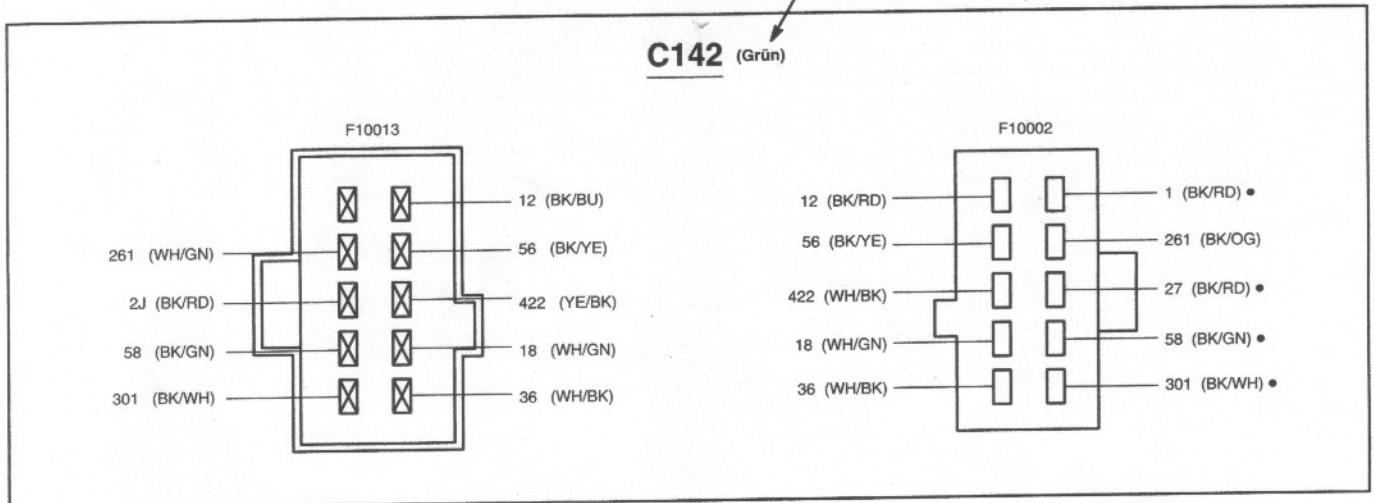 C142 (Grün)
F10013
12 (BK/BU)
261 (WH/GN)
56 (BK/YE)
2J (BK/RD)
422 (YE/BK)
58 (BK/GN)
18 (WH/GN)
301 (BK/WH)
36 (WH/BK)
F10002
12 (BK/RD)
1 (BK/RD) •
56 (BK/YE)
261 (BK/OG)
422 (WH/BK)
27 (BK/RD) •
18 (WH/GN)
58 (BK/GN) •
36 (WH/BK)
301 (BK/WH) •